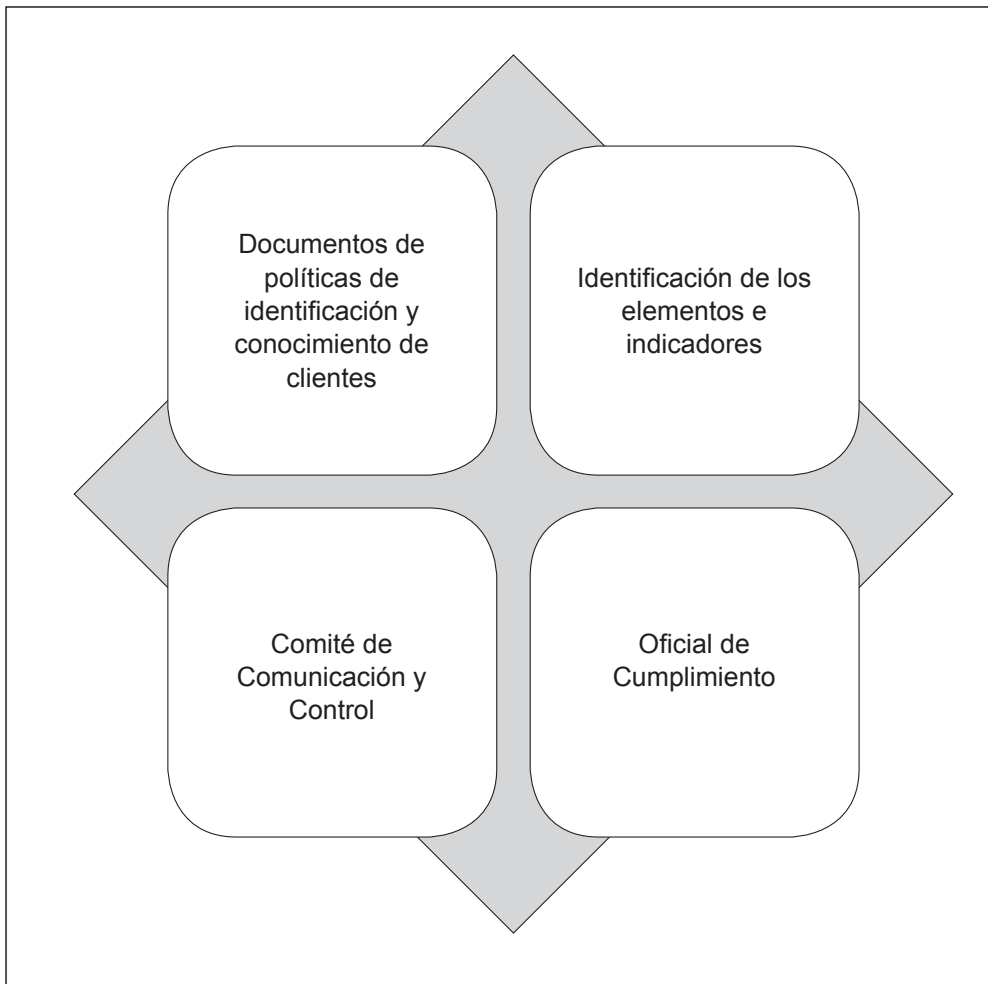 Documentos de
políticas de
identificación y
conocimiento de
clientes
Identificación de los
elementos e
indicadores
Comité de
Comunicación y
Control
Oficial de
Cumplimiento